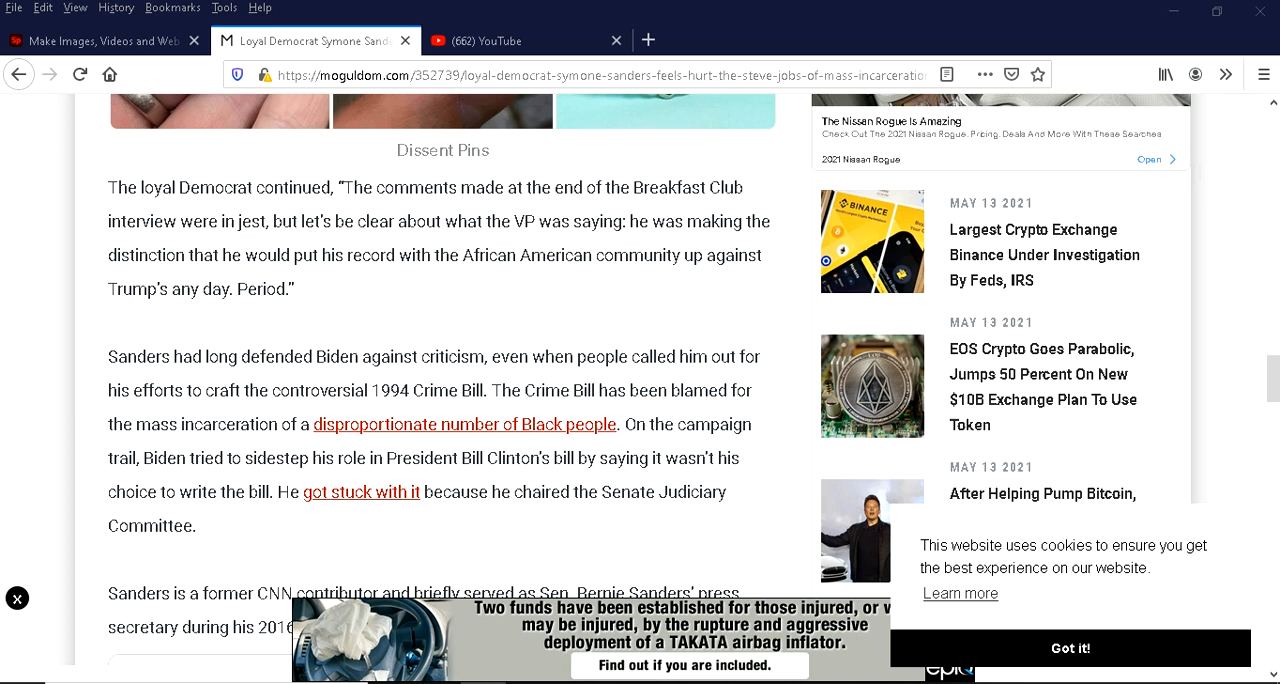 File Edit View History Bookmarks Tools Help
Make Images, Videos and Web
Loyal Democrat Symone Sande
(662) YouTube
https://moguldom.com/352739/loyal-democrat-symone-sanders-feels-hurt-the-steve-jobs-of-mass-incarceratio
Dissent Pins
The loyal Democrat continued, “The comments made at the end of the Breakfast Club
interview were in jest, but let's be clear about what the VP was saying: he was making the
distinction that he would put his record with the African American community up against
Trump's any day. Period.”
Sanders had long defended Biden against criticism, even when people called him out for
his efforts to craft the controversial 1994 Crime Bill. The Crime Bill has been blamed for
the mass incarceration of a disproportionate number of Black people. On the campaign
trail, Biden tried to sidestep his role in President Bill Clinton's bill by saying it wasn't his
choice to write the bill. He got stuck with it because he chaired the Senate Judiciary
Committee.
Sanders is a former CNN contributor and briefly served as Sen. Bernie Sanders' press
secretary during his 2016
The Nissan Rogue Is Amazing
Check Out The 2021 Nissan Rogue. Pricing, Deals And More With These Searches
2021 Nissan Rogue
Open
BINANCE
MAY 13 2021
Largest Crypto Exchange
Binance Under Investigation
By Feds, IRS
MAY 13 2021
EOS Crypto Goes Parabolic,
Jumps 50 Percent On New
$10B Exchange Plan To Use
Token
MAY 13 2021
After Helping Pump Bitcoin,
This website uses cookies to ensure you get
the best experience on our website.
Learn more
Got it!
X
Two funds have been established for those injured, or
may be injured, by the rupture and aggressive
deployment of a TAKATA airbag inflator.
Find out if you are included.
epiq